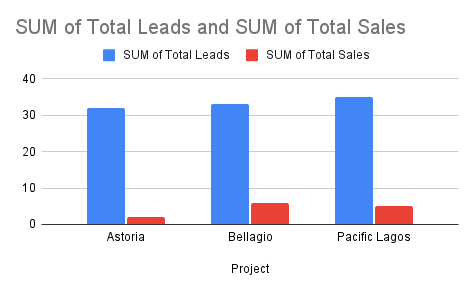 SUM of Total Leads and SUM of Total Sales
SUM of Total Leads SUM of Total Sales
40
30
20
10
0
Astoria Bellagio Pacific Lagos
Project